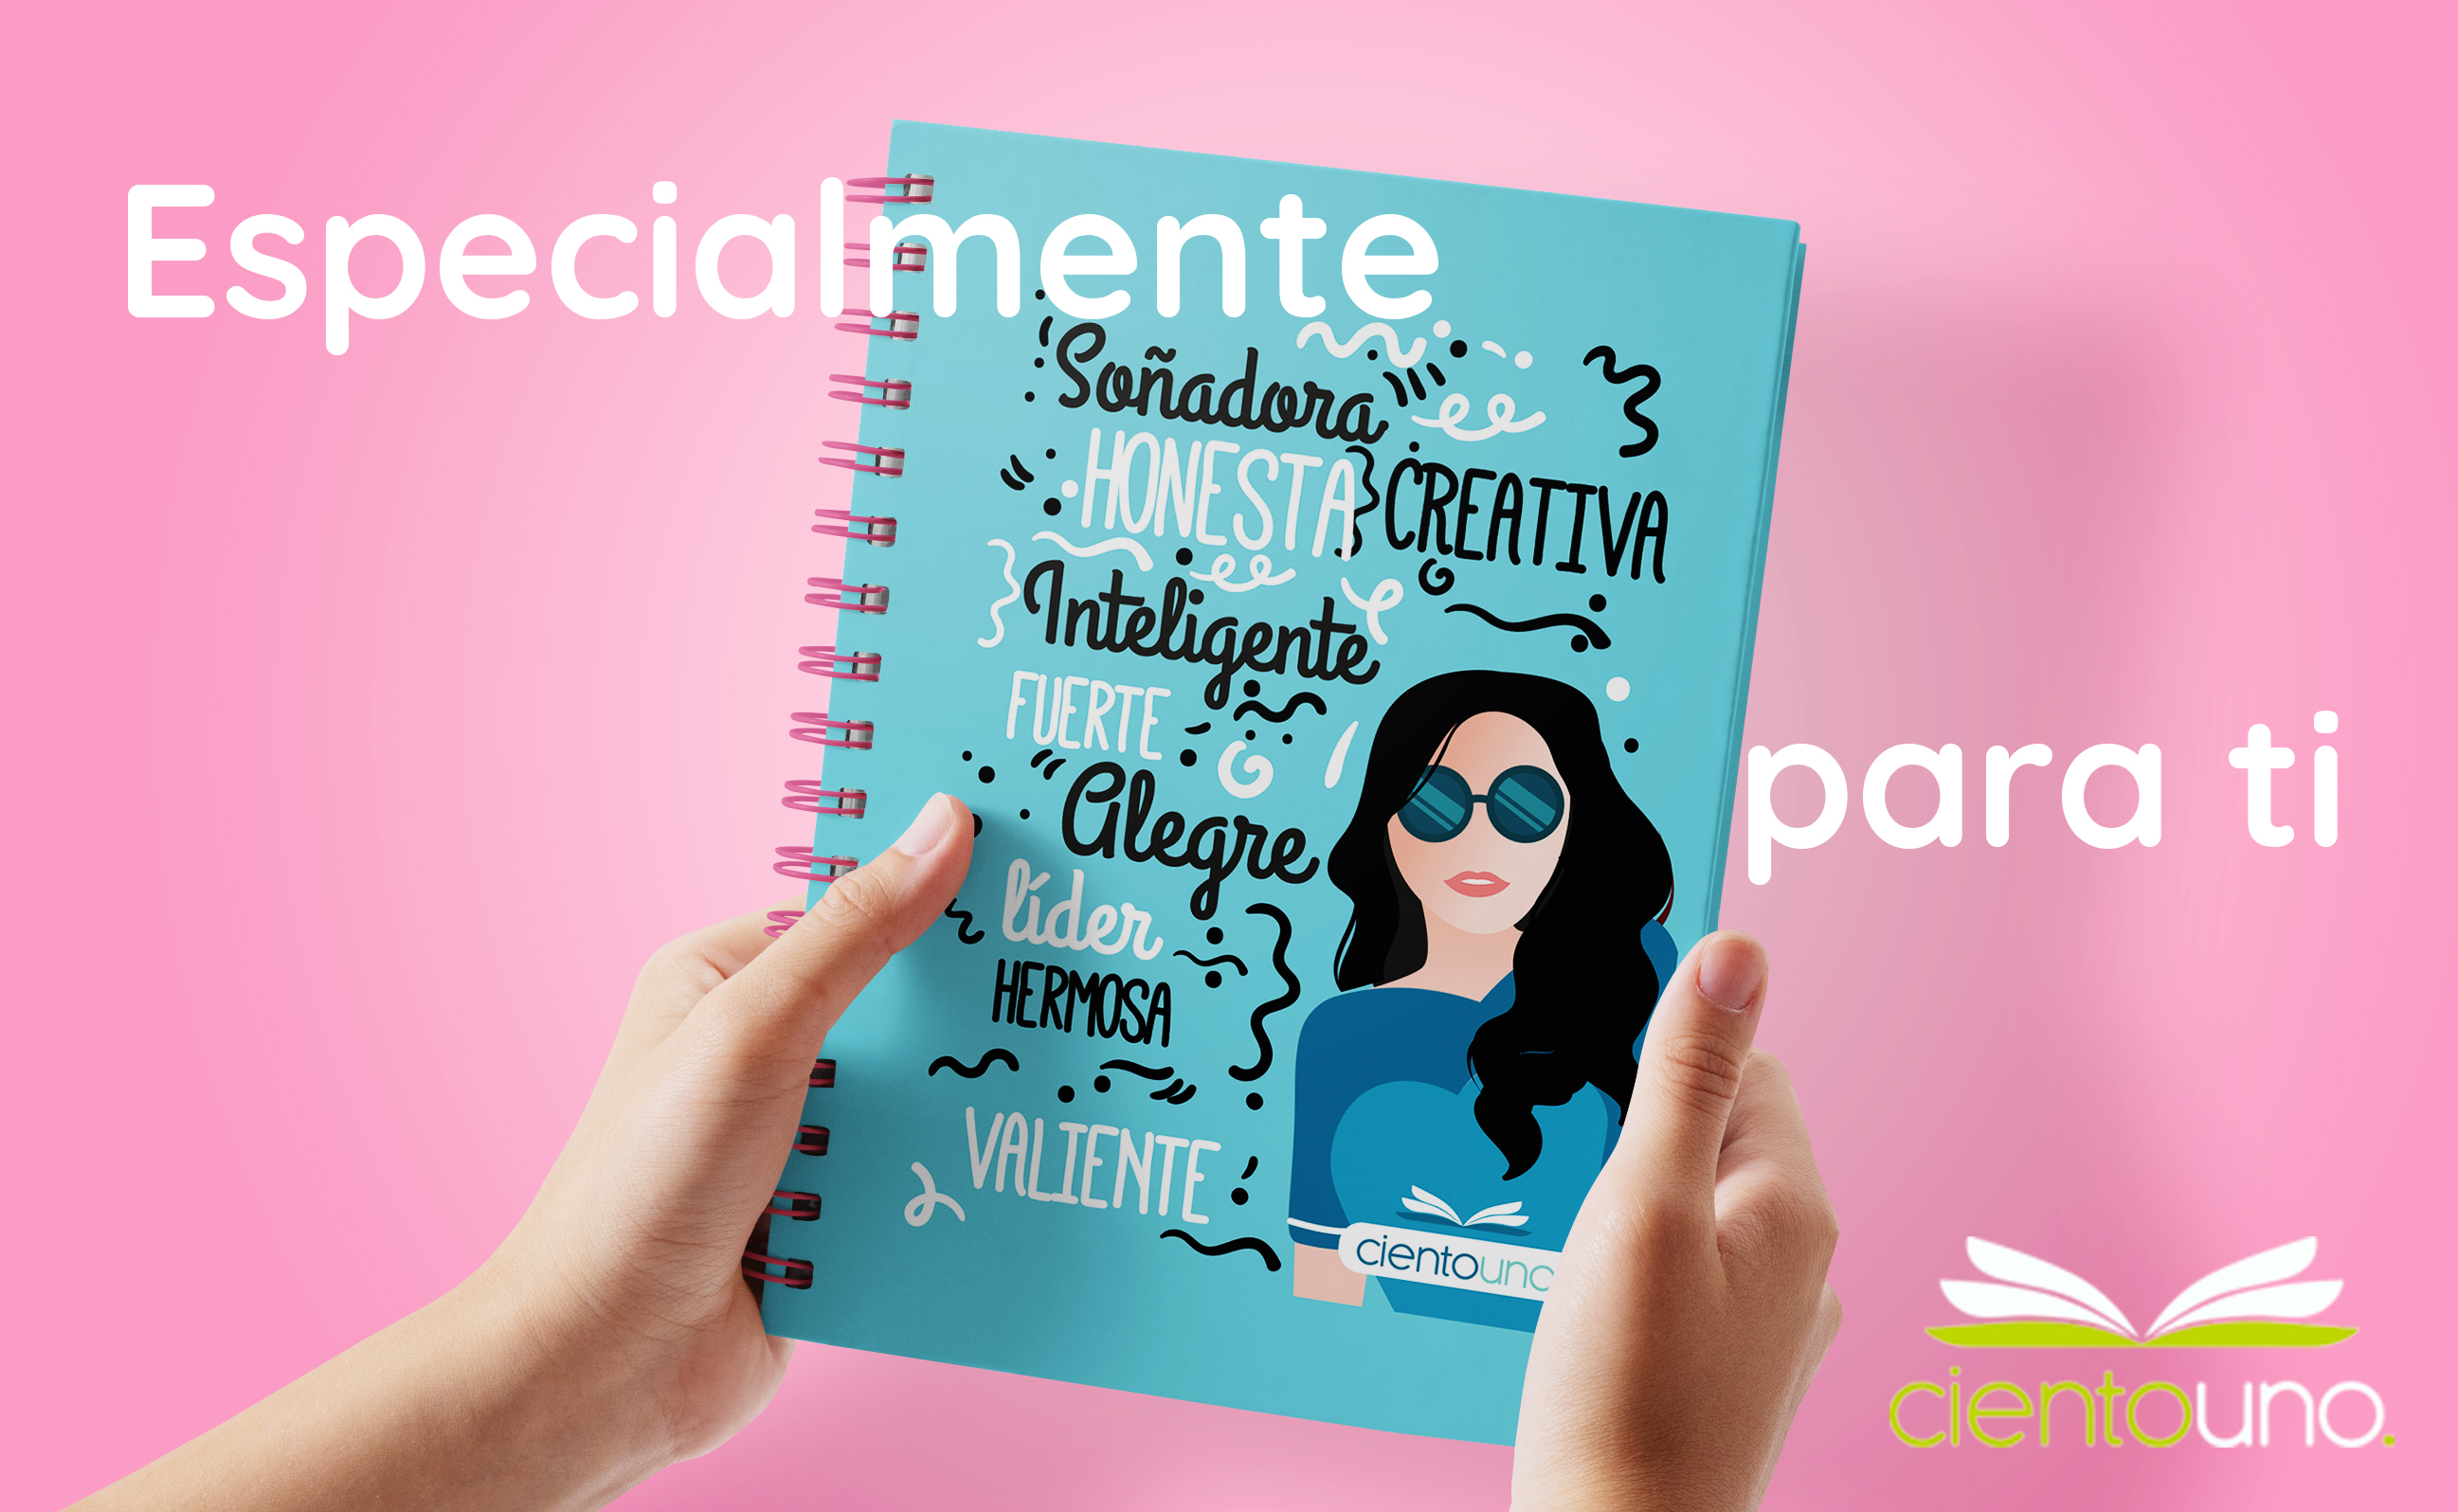 Especialmente
Soñadora
HONESTA CREATIVA
Inteligente
FUERTE
Alegre
líder
HERMOSA
VALIENTE
para ti
cientouno
cientouno.